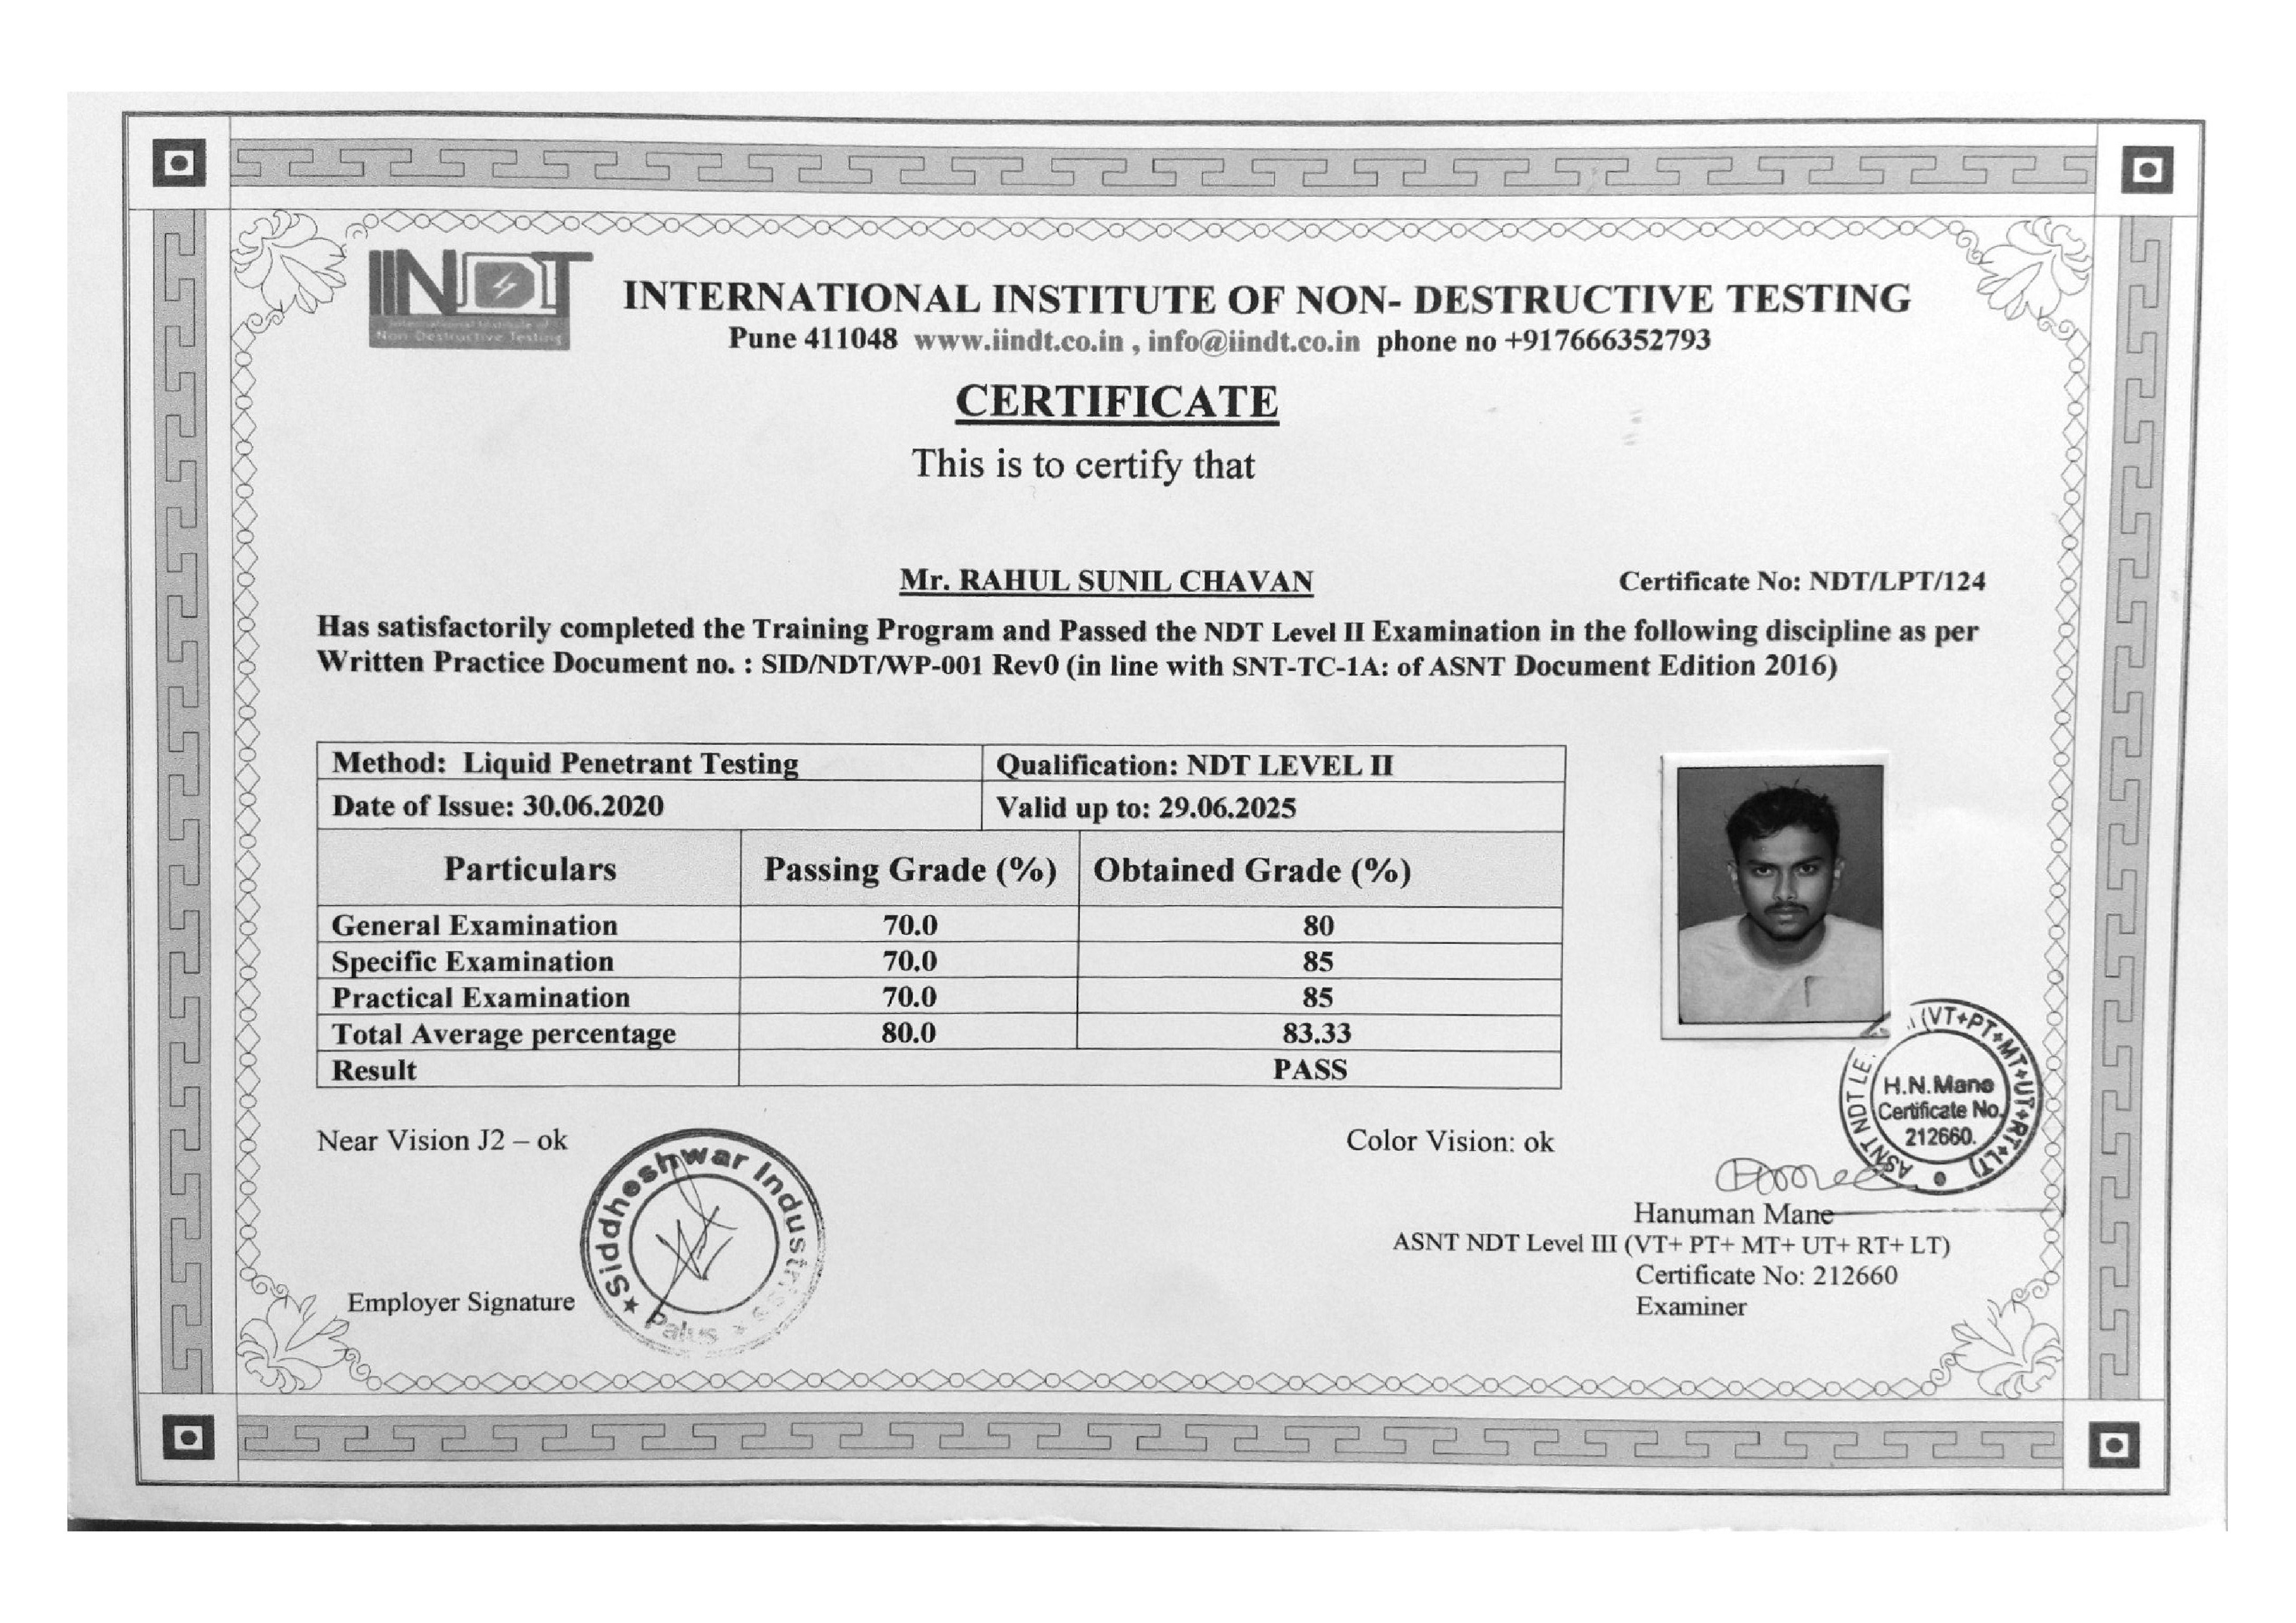 IINDT
International Institute of
Non Destructive Testing
INTERNATIONAL INSTITUTE OF NON- DESTRUCTIVE TESTING
Pune 411048 www.iindt.co.in , info@iindt.co.in phone no +917666352793
CERTIFICATE
This is to certify that
Mr. RAHUL SUNIL CHAVAN Certificate No: NDT/LPT/124
Has satisfactorily completed the Training Program and Passed the NDT Level II Examination in the following discipline as per
Written Practice Document no. : SID/NDT/WP-001 Rev0 (in line with SNT-TC-1A: of ASNT Document Edition 2016)
Method: Liquid Penetrant Testing Qualification: NDT LEVEL II
Date of Issue: 30.06.2020 Valid up to: 29.06.2025
Particulars Passing Grade (%) Obtained Grade (%)
General Examination 70.0 80
Specific Examination 70.0 85
Practical Examination 70.0 85
Total Average percentage 80.0 83.33
Result PASS
ASNT NDT LE (VT+PT+MT+UT+RT+LT)
H.N.Mane
Certificate No.
212660.
Near Vision J2 – ok Color Vision: ok
Siddheshwar Industries
Palus
Hanuman Mane
ASNT NDT Level III (VT+ PT+ MT+ UT+ RT+ LT)
Certificate No: 212660
Employer Signature Examiner